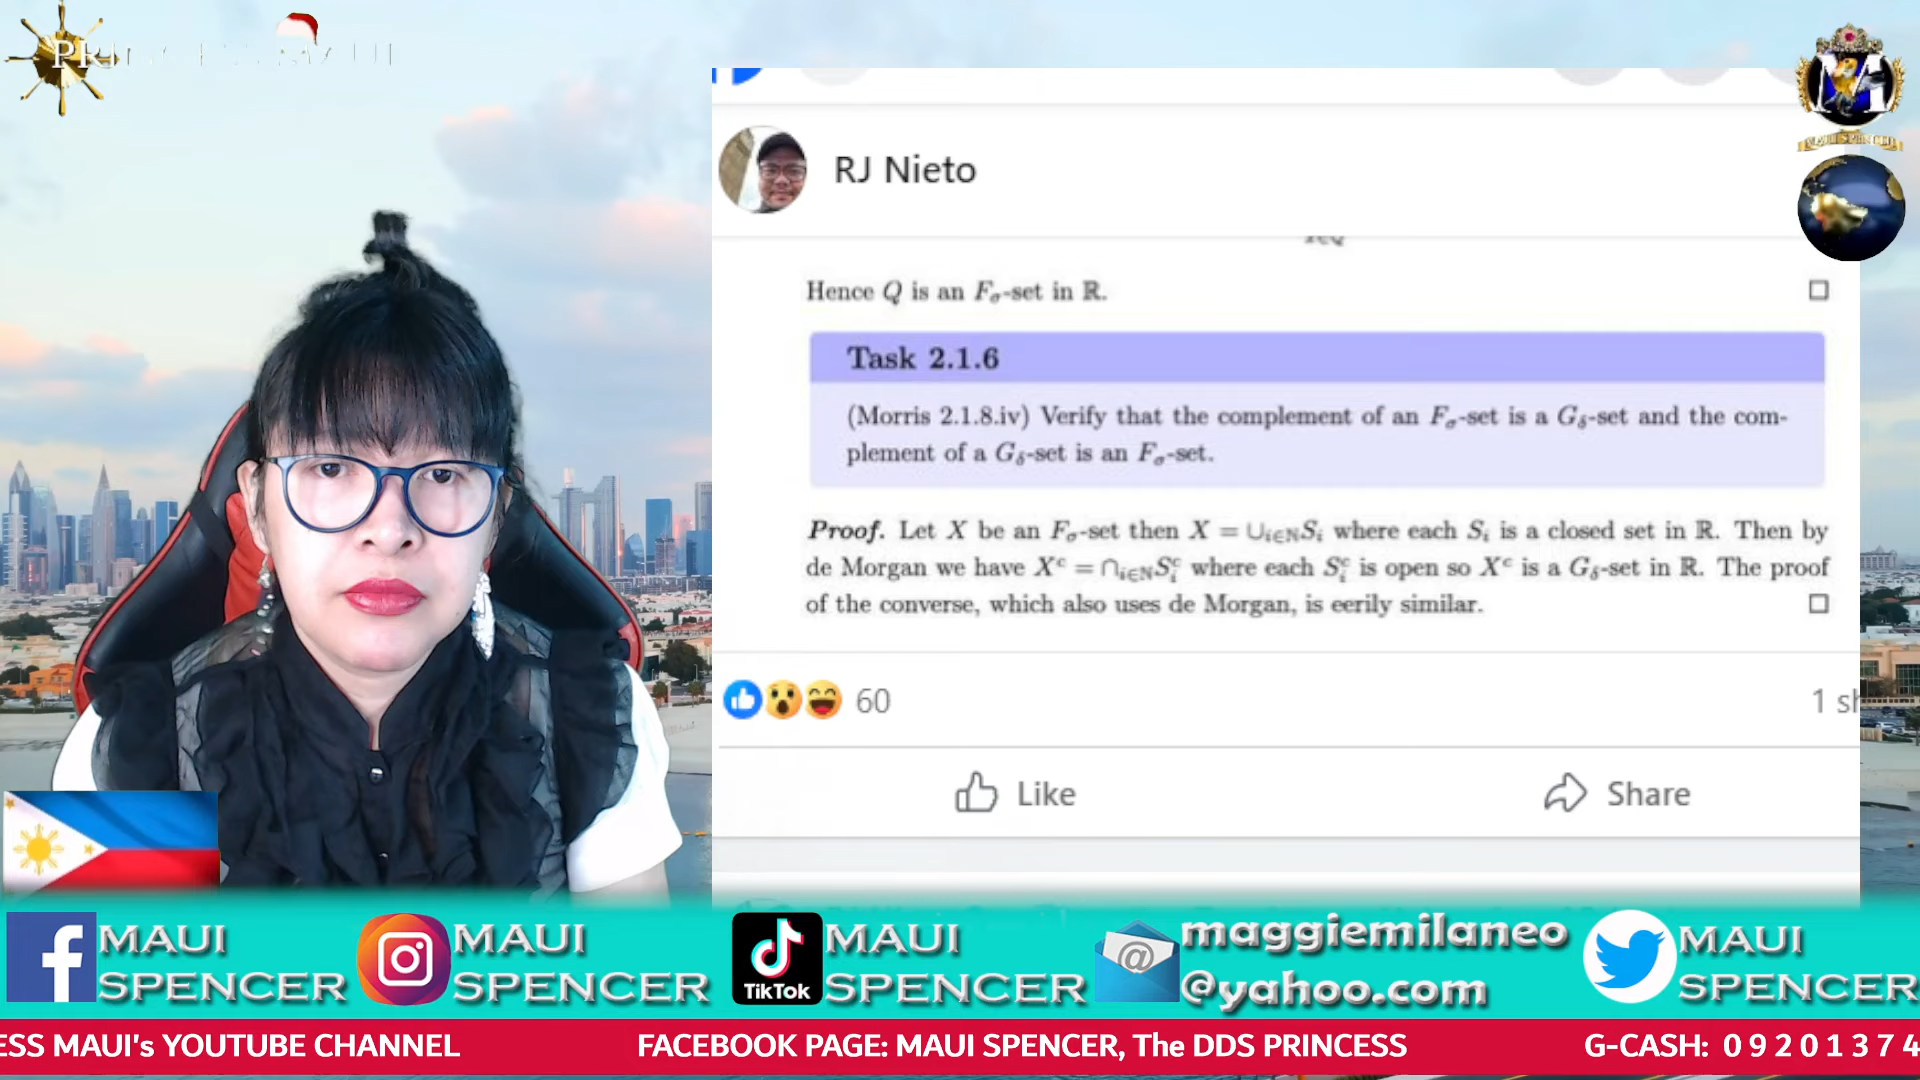 RJ Nieto
Hence Q is an Fσ-set in ℝ. □
Task 2.1.6
(Morris 2.1.8.iv) Verify that the complement of an Fσ-set is a Gδ-set and the com-
plement of a Gδ-set is an Fσ-set.
Proof. Let X be an Fσ-set then X = ∪i∈ℕSi where each Si is a closed set in ℝ. Then by
de Morgan we have Xᶜ = ∩i∈ℕSiᶜ where each Siᶜ is open so Xᶜ is a Gδ-set in ℝ. The proof
of the converse, which also uses de Morgan, is eerily similar. □
60
1 sh
Like
Share
MAUI SPENCER
MAUI
SPENCER
MAUI
SPENCER
TikTok
MAUI
SPENCER
maggiemilaneo
@yahoo.com
MAUI
SPENCER
ESS MAUI's YOUTUBE CHANNEL FACEBOOK PAGE: MAUI SPENCER, The DDS PRINCESS G-CASH: 0 9 2 0 1 3 7 4